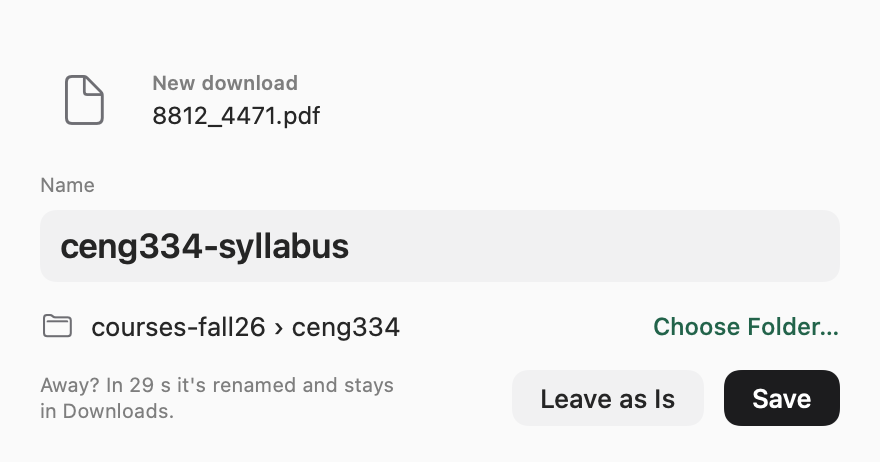 New download
8812_4471.pdf
Name
ceng334-syllabus
courses-fall26 › ceng334
Choose Folder...
Away? In 29 s it's renamed and stays
in Downloads.
Leave as Is
Save